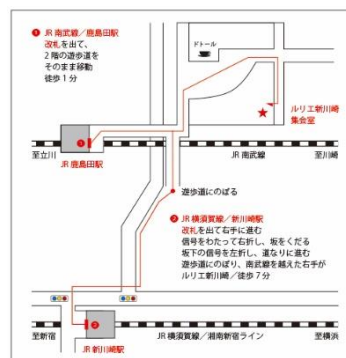 ❶ JR 南武線／鹿島田駅
改札を出て、
2 階の遊歩道を
そのまま移動
徒歩 1 分
ドトール
ルリエ新川崎
集会室
❶
至立川
JR 鹿島田駅
JR 南武線
至川崎
遊歩道にのぼる
❷ JR 横須賀線／新川崎駅
改札を出て右手に進む
信号をわたって右折し、坂をくだる
坂下の信号を左折し、道なりに進む
遊歩道にのぼり、南武線を越えた右手が
ルリエ新川崎／徒歩 7 分
❷
至新宿
JR 新川崎駅
JR 横須賀線／湘南新宿ライン
至横浜